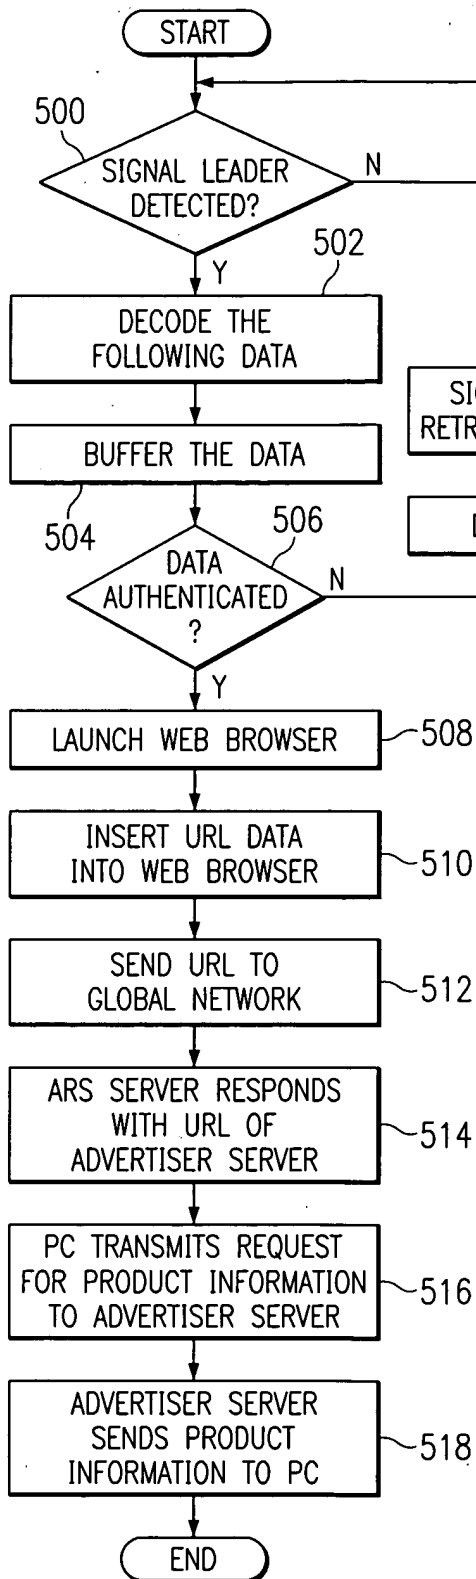 START
500
SIGNAL LEADER
DETECTED?
N
Y
502
DECODE THE
FOLLOWING DATA
BUFFER THE DATA
504
506
DATA
AUTHENTICATED
?
N
Y
LAUNCH WEB BROWSER
508
INSERT URL DATA
INTO WEB BROWSER
510
SEND URL TO
GLOBAL NETWORK
512
ARS SERVER RESPONDS
WITH URL OF
ADVERTISER SERVER
514
PC TRANSMITS REQUEST
FOR PRODUCT INFORMATION
TO ADVERTISER SERVER
516
ADVERTISER SERVER
SENDS PRODUCT
INFORMATION TO PC
518
END